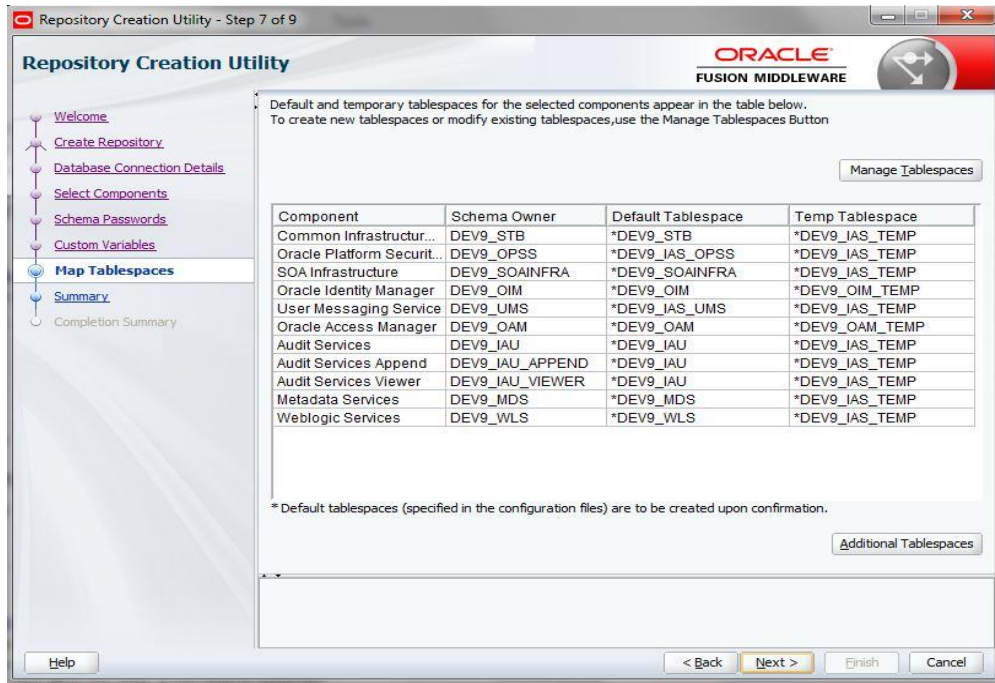 Repository Creation Utility - Step 7 of 9
Repository Creation Utility
ORACLE
FUSION MIDDLEWARE
Welcome
Create Repository
Database Connection Details
Select Components
Schema Passwords
Custom Variables
Map Tablespaces
Summary
Completion Summary
Default and temporary tablespaces for the selected components appear in the table below.
To create new tablespaces or modify existing tablespaces,use the Manage Tablespaces Button
Manage Tablespaces
Component Schema Owner Default Tablespace Temp Tablespace
Common Infrastructur... DEV9_STB *DEV9_STB *DEV9_IAS_TEMP
Oracle Platform Securit... DEV9_OPSS *DEV9_IAS_OPSS *DEV9_IAS_TEMP
SOA Infrastructure DEV9_SOAINFRA *DEV9_SOAINFRA *DEV9_IAS_TEMP
Oracle Identity Manager DEV9_OIM *DEV9_OIM *DEV9_OIM_TEMP
User Messaging Service DEV9_UMS *DEV9_IAS_UMS *DEV9_IAS_TEMP
Oracle Access Manager DEV9_OAM *DEV9_OAM *DEV9_OAM_TEMP
Audit Services DEV9_IAU *DEV9_IAU *DEV9_IAS_TEMP
Audit Services Append DEV9_IAU_APPEND *DEV9_IAU *DEV9_IAS_TEMP
Audit Services Viewer DEV9_IAU_VIEWER *DEV9_IAU *DEV9_IAS_TEMP
Metadata Services DEV9_MDS *DEV9_MDS *DEV9_IAS_TEMP
Weblogic Services DEV9_WLS *DEV9_WLS *DEV9_IAS_TEMP
* Default tablespaces (specified in the configuration files) are to be created upon confirmation.
Additional Tablespaces
Help
< Back
Next >
Finish
Cancel